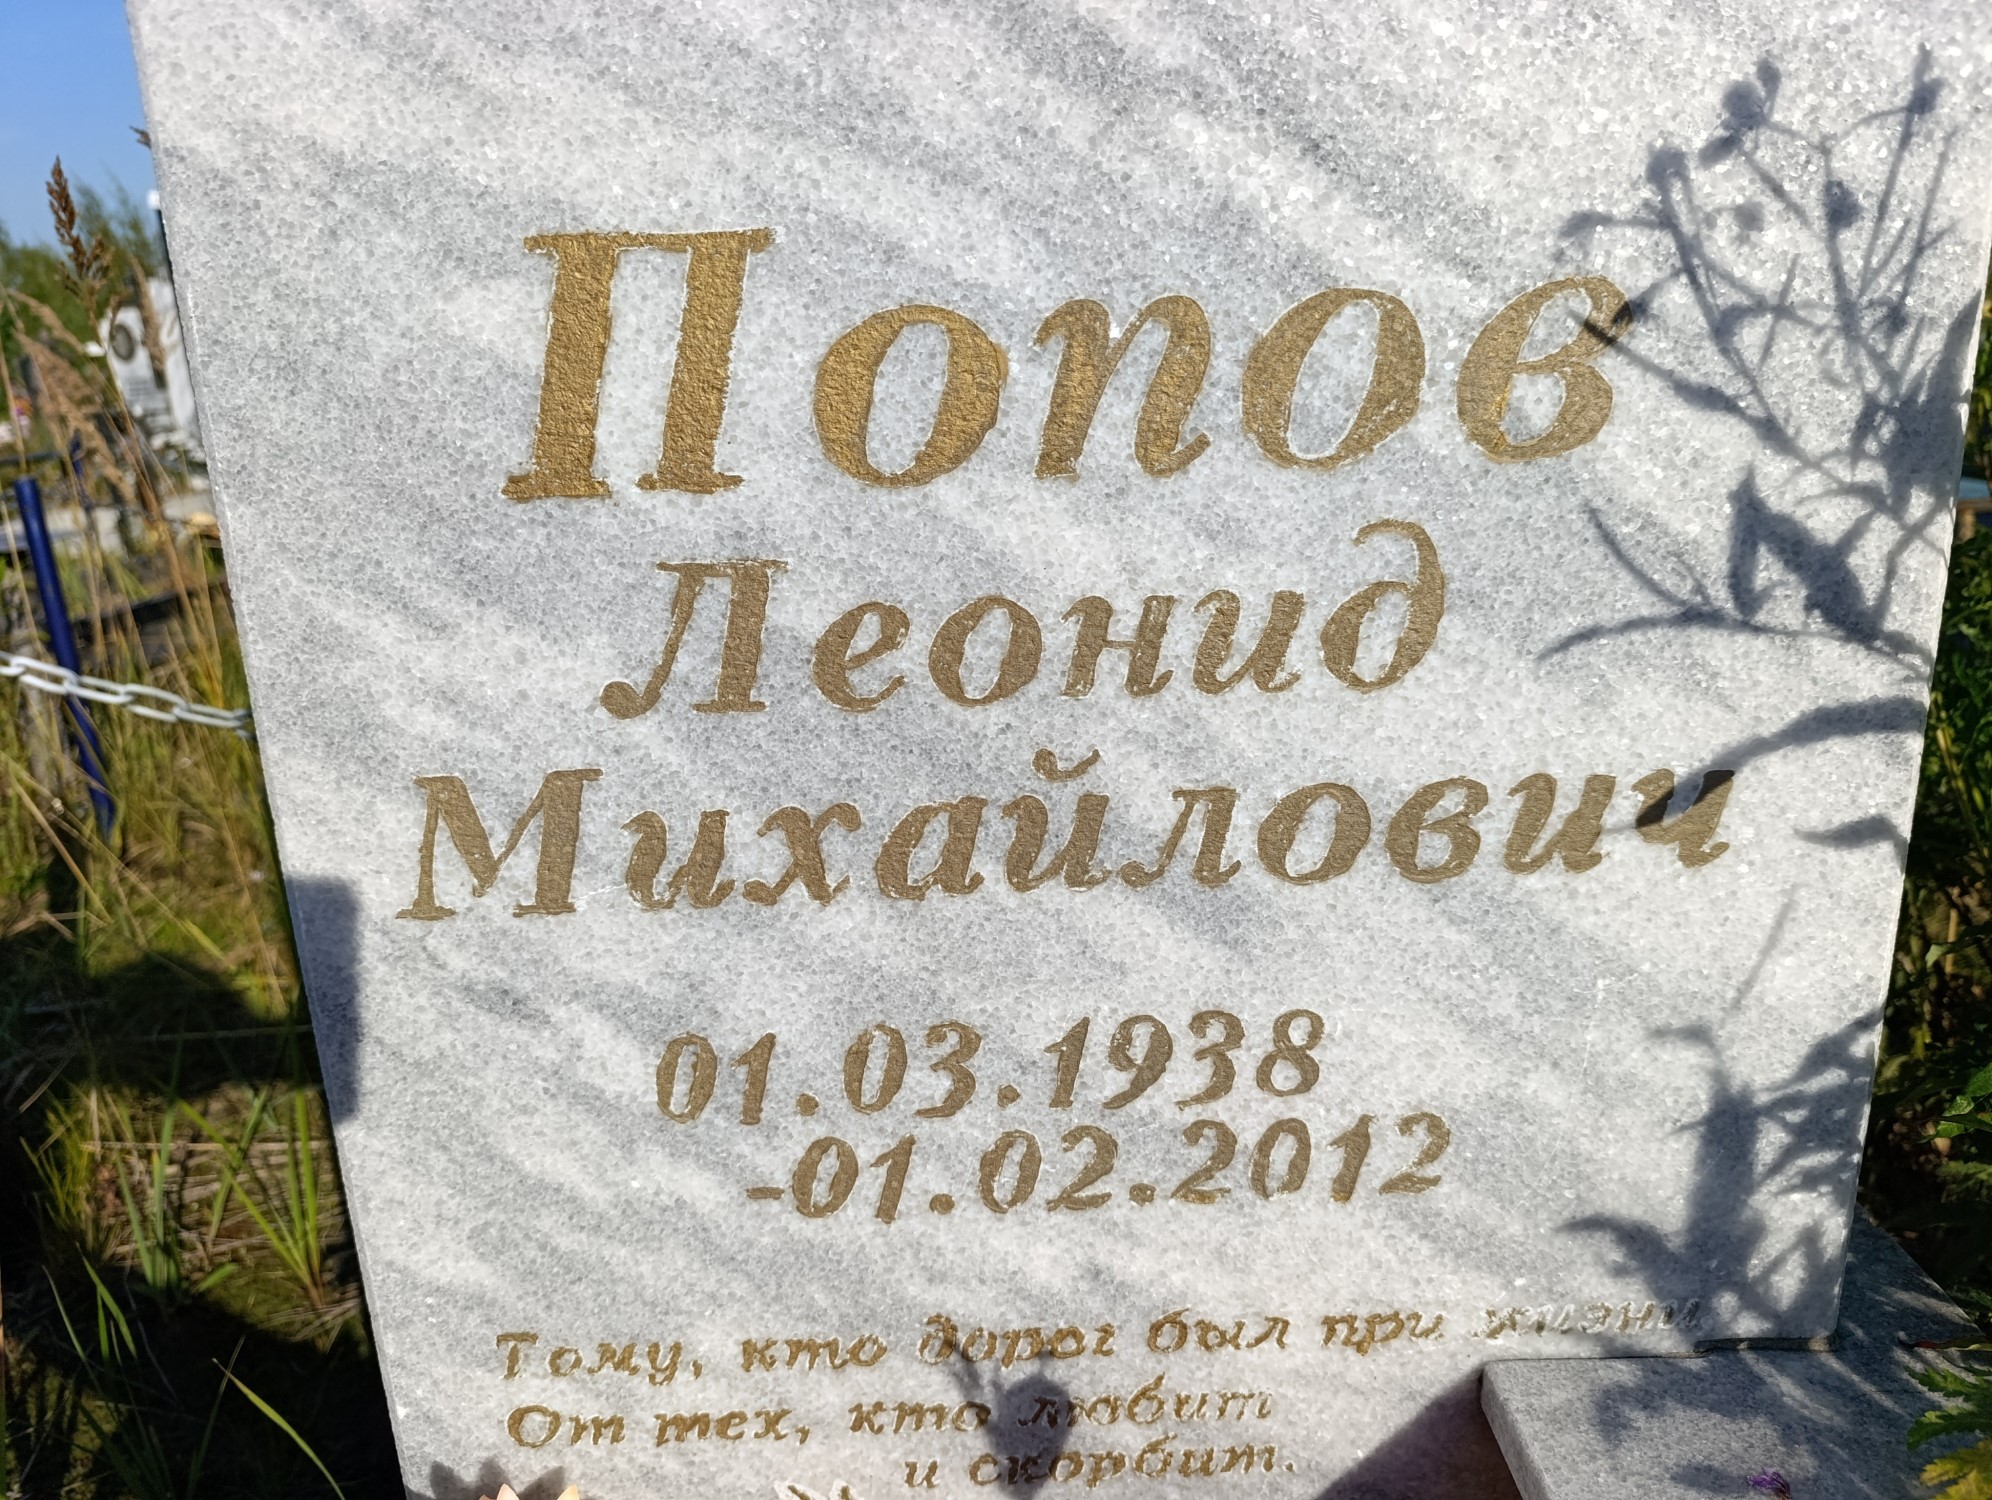 Попов
Леонид
Михайлович
01.03.1938
-01.02.2012
Тому, кто дорог был при жизни
От тех, кто любит
и скорбит.